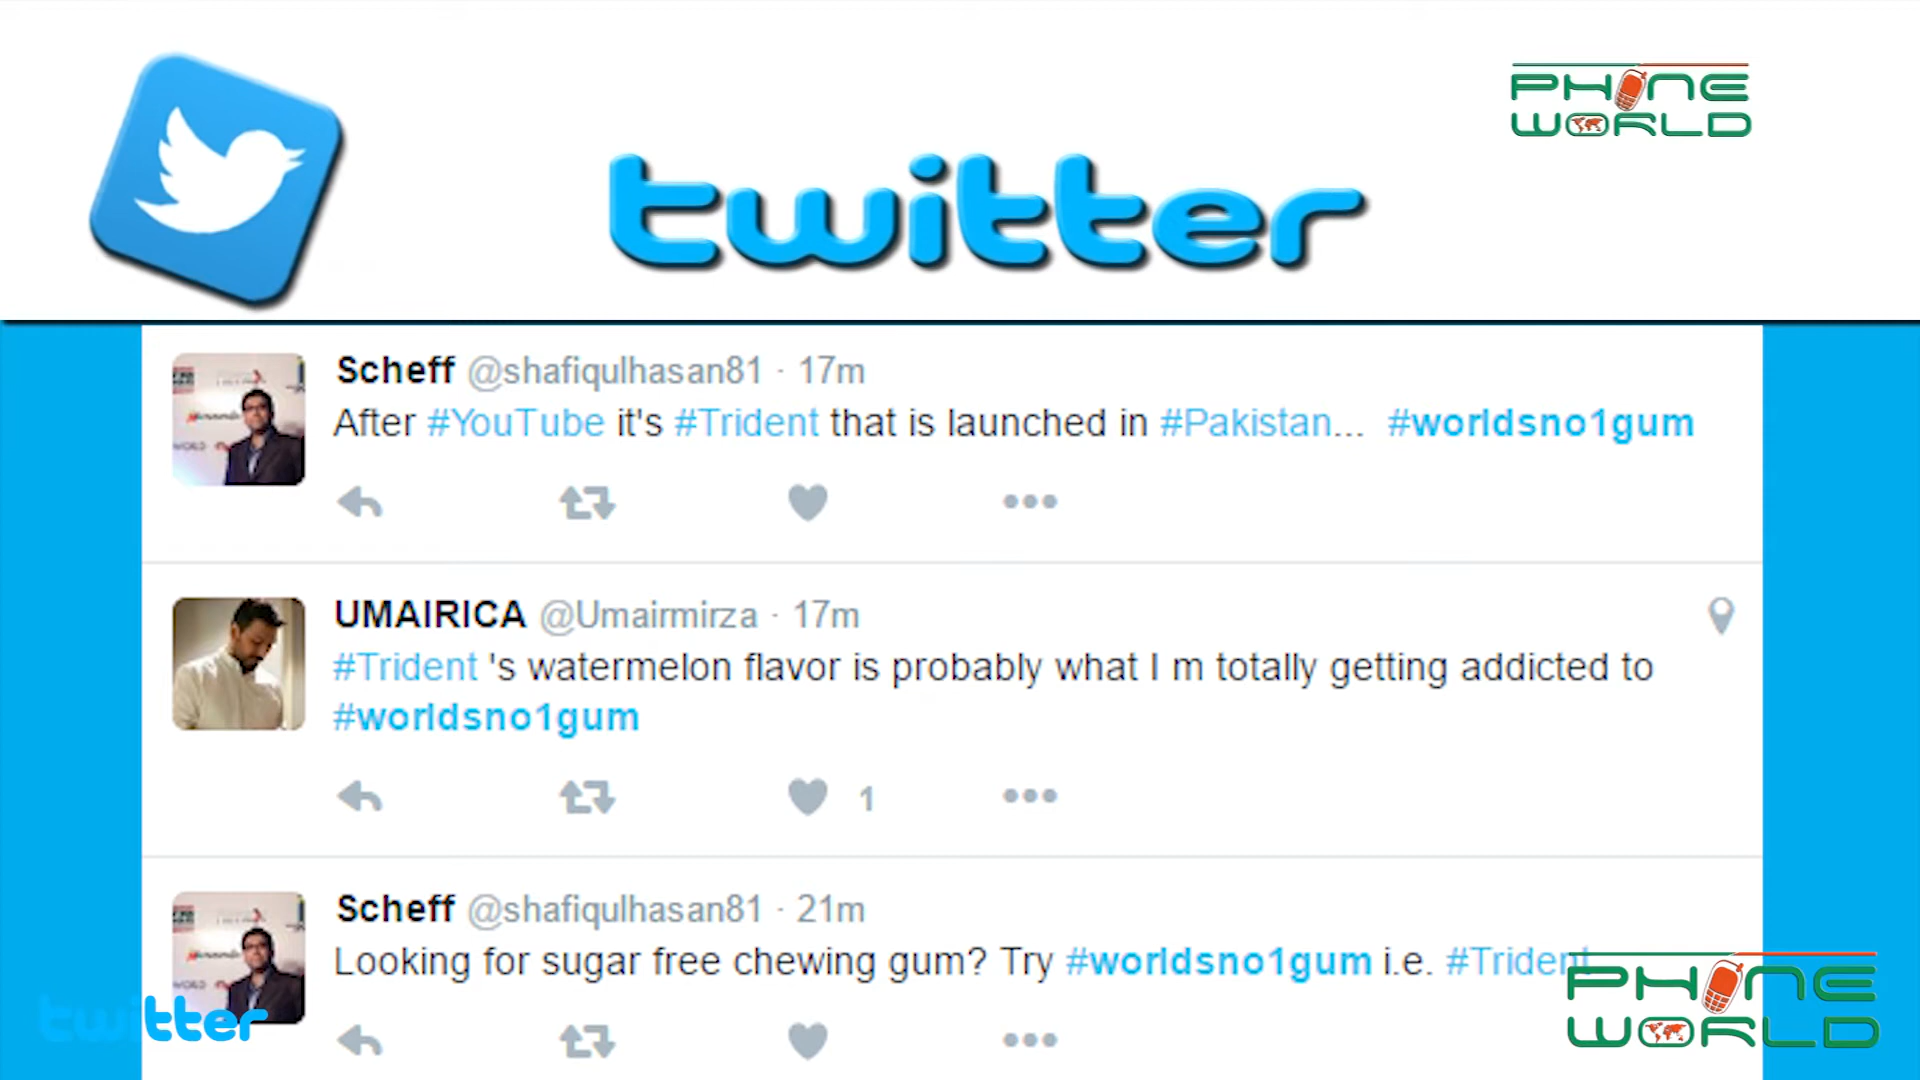 PHONE
WORLD
twitter
Scheff @shafiqulhasan81 · 17m
After #YouTube it's #Trident that is launched in #Pakistan... #worldsno1gum
UMAIRICA @Umairmirza · 17m
#Trident 's watermelon flavor is probably what I m totally getting addicted to
#worldsno1gum
1
Scheff @shafiqulhasan81 · 21m
Looking for sugar free chewing gum? Try #worldsno1gum i.e. #Trident
twitter
PHONE
WORLD